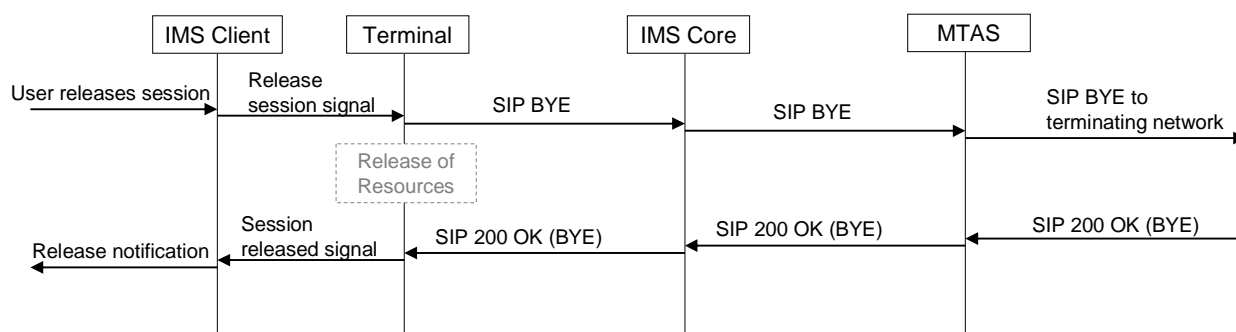 IMS Client
Terminal
IMS Core
MTAS
User releases session
Release
session signal
SIP BYE
SIP BYE
SIP BYE to
terminating network
Release of
Resources
Release notification
Session
released signal
SIP 200 OK (BYE)
SIP 200 OK (BYE)
SIP 200 OK (BYE)